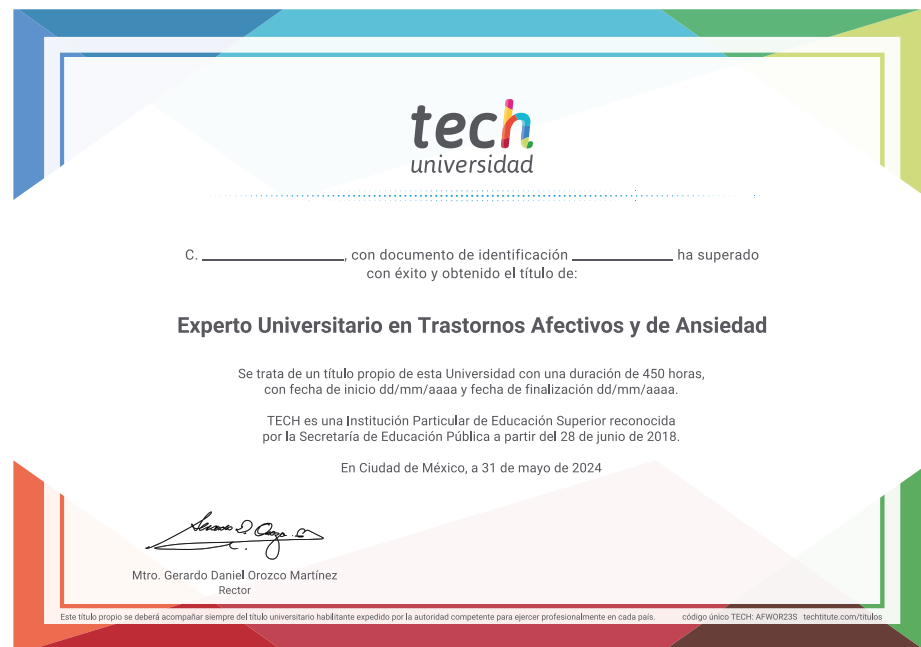 tech
universidad
C. ____________, con documento de identificación ____________ ha superado
con éxito y obtenido el título de:
Experto Universitario en Trastornos Afectivos y de Ansiedad
Se trata de un título propio de esta Universidad con una duración de 450 horas,
con fecha de inicio dd/mm/aaaa y fecha de finalización dd/mm/aaaa.
TECH es una Institución Particular de Educación Superior reconocida
por la Secretaría de Educación Pública a partir del 28 de junio de 2018.
En Ciudad de México, a 31 de mayo de 2024
Mtro. Gerardo Daniel Orozco Martínez
Rector
Este título propio se deberá acompañar siempre del título universitario habilitante expedido por la autoridad competente para ejercer profesionalmente en cada país. código único TECH: AFWOR23S techtitute.com/titulos